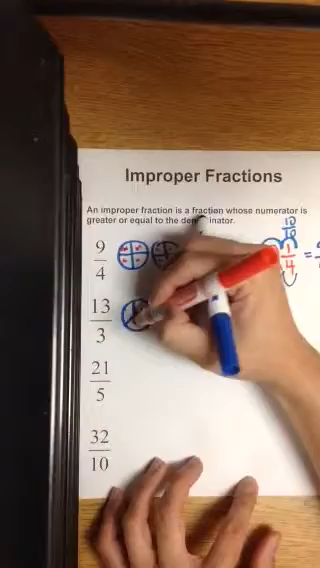 Improper Fractions
An improper fraction is a fraction whose numerator is
greater or equal to the den inator.
9
4
13
3
21
5
32
10